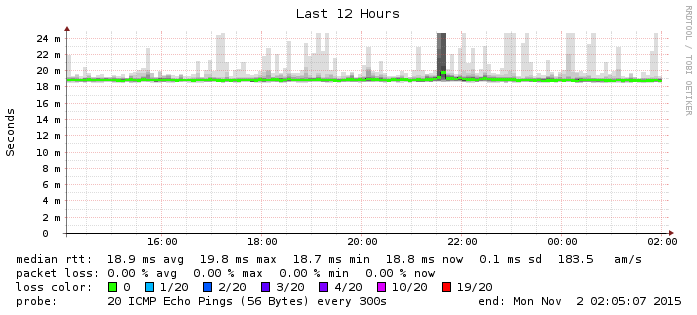 Last 12 Hours
RRDTOOL / TOBI OETIKER
Seconds
24 m
22 m
20 m
18 m
16 m
14 m
12 m
10 m
8 m
6 m
4 m
2 m
0
16:00 18:00 20:00 22:00 00:00 02:00
median rtt: 18.9 ms avg 19.8 ms max 18.7 ms min 18.8 ms now 0.1 ms sd 183.5 am/s
packet loss: 0.00 % avg 0.00 % max 0.00 % min 0.00 % now
loss color: 0 1/20 2/20 3/20 4/20 10/20 19/20
probe: 20 ICMP Echo Pings (56 Bytes) every 300s end: Mon Nov 2 02:05:07 2015